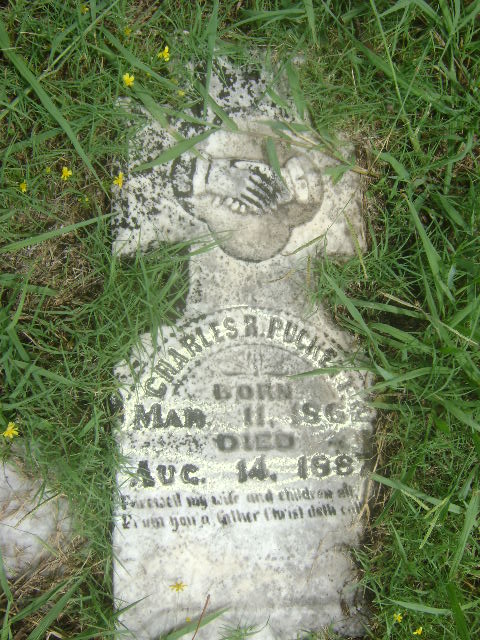 CHARLES R. PUCKE
BORN
MAR. 11, 186
DIED
AUG. 14, 188
Farewell my wife and children all,
From you a father Christ doth call